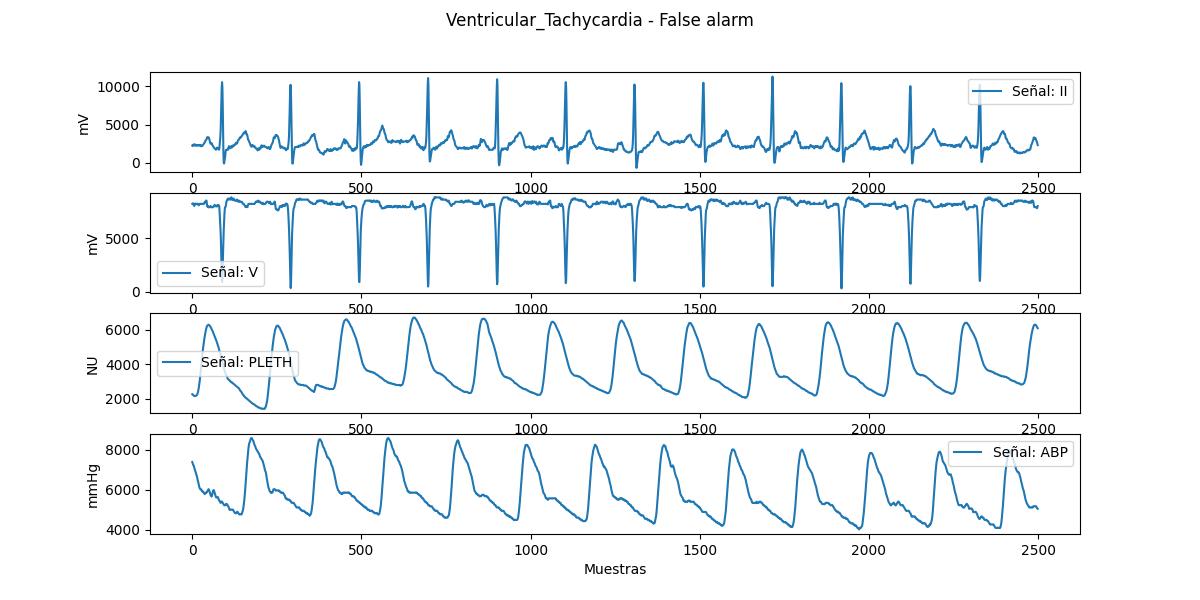 Ventricular_Tachycardia - False alarm
10000
5000
0
mV
Señal: II
0 500 1000 1500 2000 2500
5000
0
mV
Señal: V
0 500 1000 1500 2000 2500
6000
4000
2000
NU
Señal: PLETH
0 500 1000 1500 2000 2500
8000
6000
4000
mmHg
Señal: ABP
0 500 1000 1500 2000 2500
Muestras